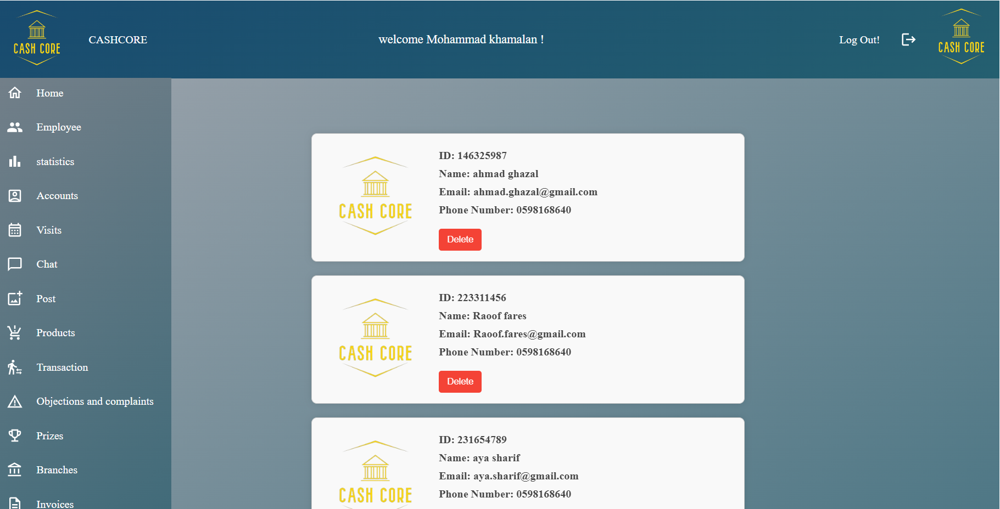 CASH CORE
CASHCORE
welcome Mohammad khamalan !
Log Out!
CASH CORE
Home
Employee
statistics
Accounts
Visits
Chat
Post
Products
Transaction
Objections and complaints
Prizes
Branches
Invoices
CASH CORE
ID: 146325987
Name: ahmad ghazal
Email: ahmad.ghazal@gmail.com
Phone Number: 0598168640
Delete
CASH CORE
ID: 223311456
Name: Raoof fares
Email: Raoof.fares@gmail.com
Phone Number: 0598168640
Delete
CASH CORE
ID: 231654789
Name: aya sharif
Email: aya.sharif@gmail.com
Phone Number: 0598168640